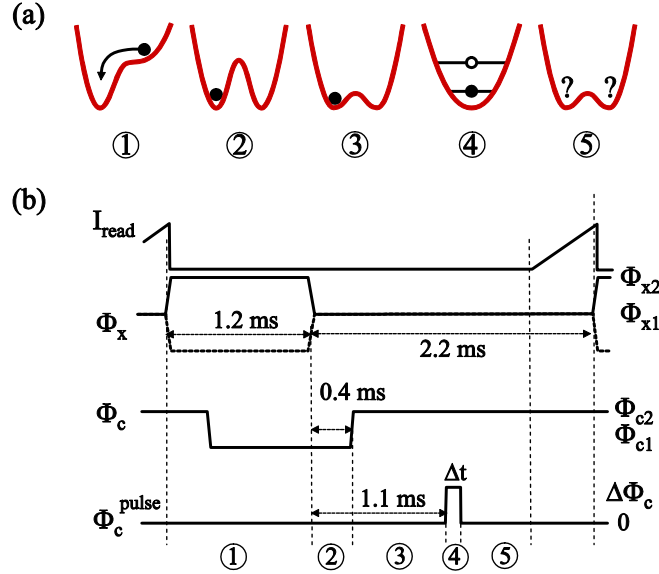 (a)
? ?
① ② ③ ④ ⑤
(b)
I_read
Φ_x2
Φ_x 1.2 ms Φ_x1
2.2 ms
0.4 ms
Φ_c Φ_c2
Φ_c1
Δt
Φ_c^pulse 1.1 ms ΔΦ_c
0
① ② ③ ④ ⑤